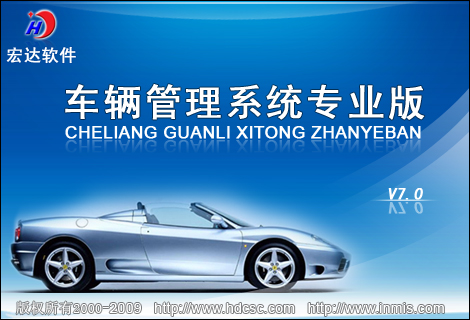 宏达软件
车辆管理系统专业版
CHELIANG GUANLI XITONG ZHANYEBAN
V7.0
版权所有2000-2009 http://www.hdcsc.com http://www.inmis.com